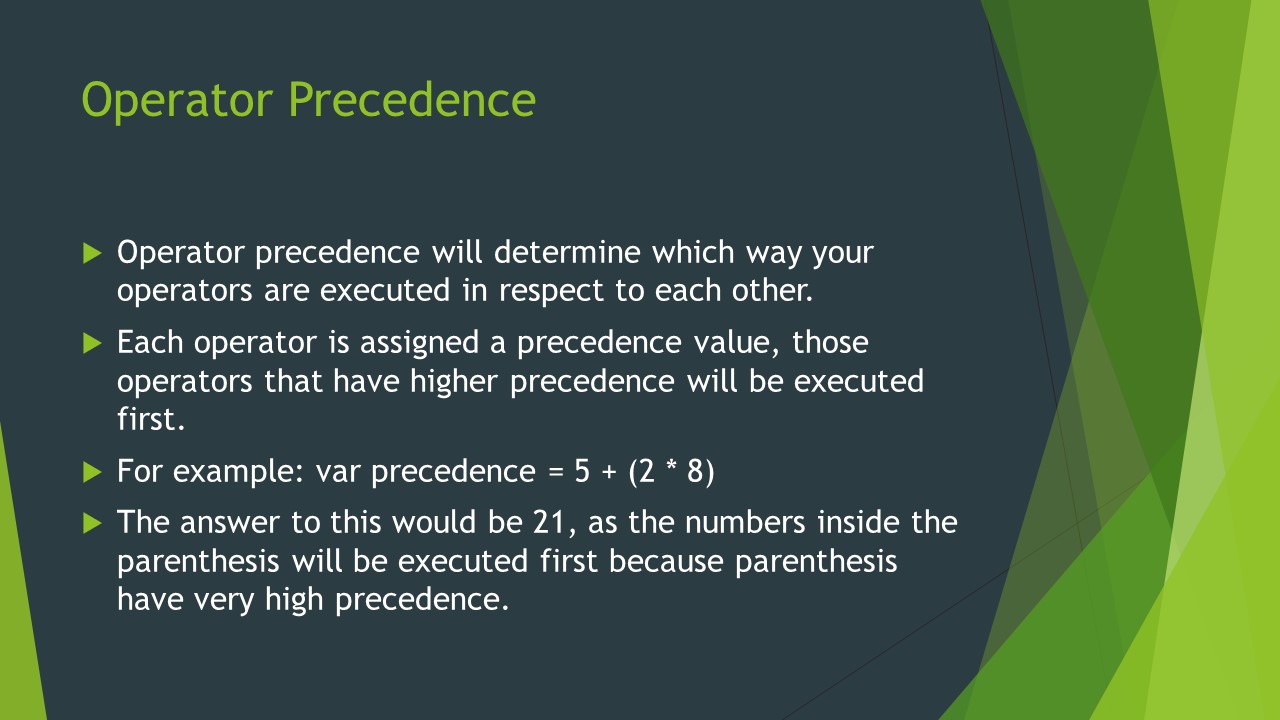 Operator Precedence
Operator precedence will determine which way your
operators are executed in respect to each other.
Each operator is assigned a precedence value, those
operators that have higher precedence will be executed
first.
For example: var precedence = 5 + (2 * 8)
The answer to this would be 21, as the numbers inside the
parenthesis will be executed first because parenthesis
have very high precedence.